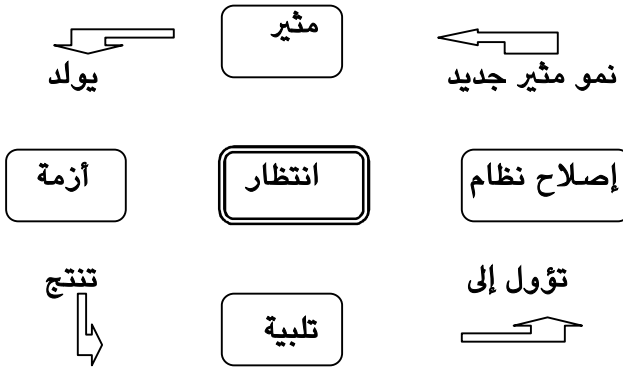 مثير
نمو مثير جديد
يولد
إصلاح نظام
انتظار
أزمة
تؤول إلى
تنتج
تلبية